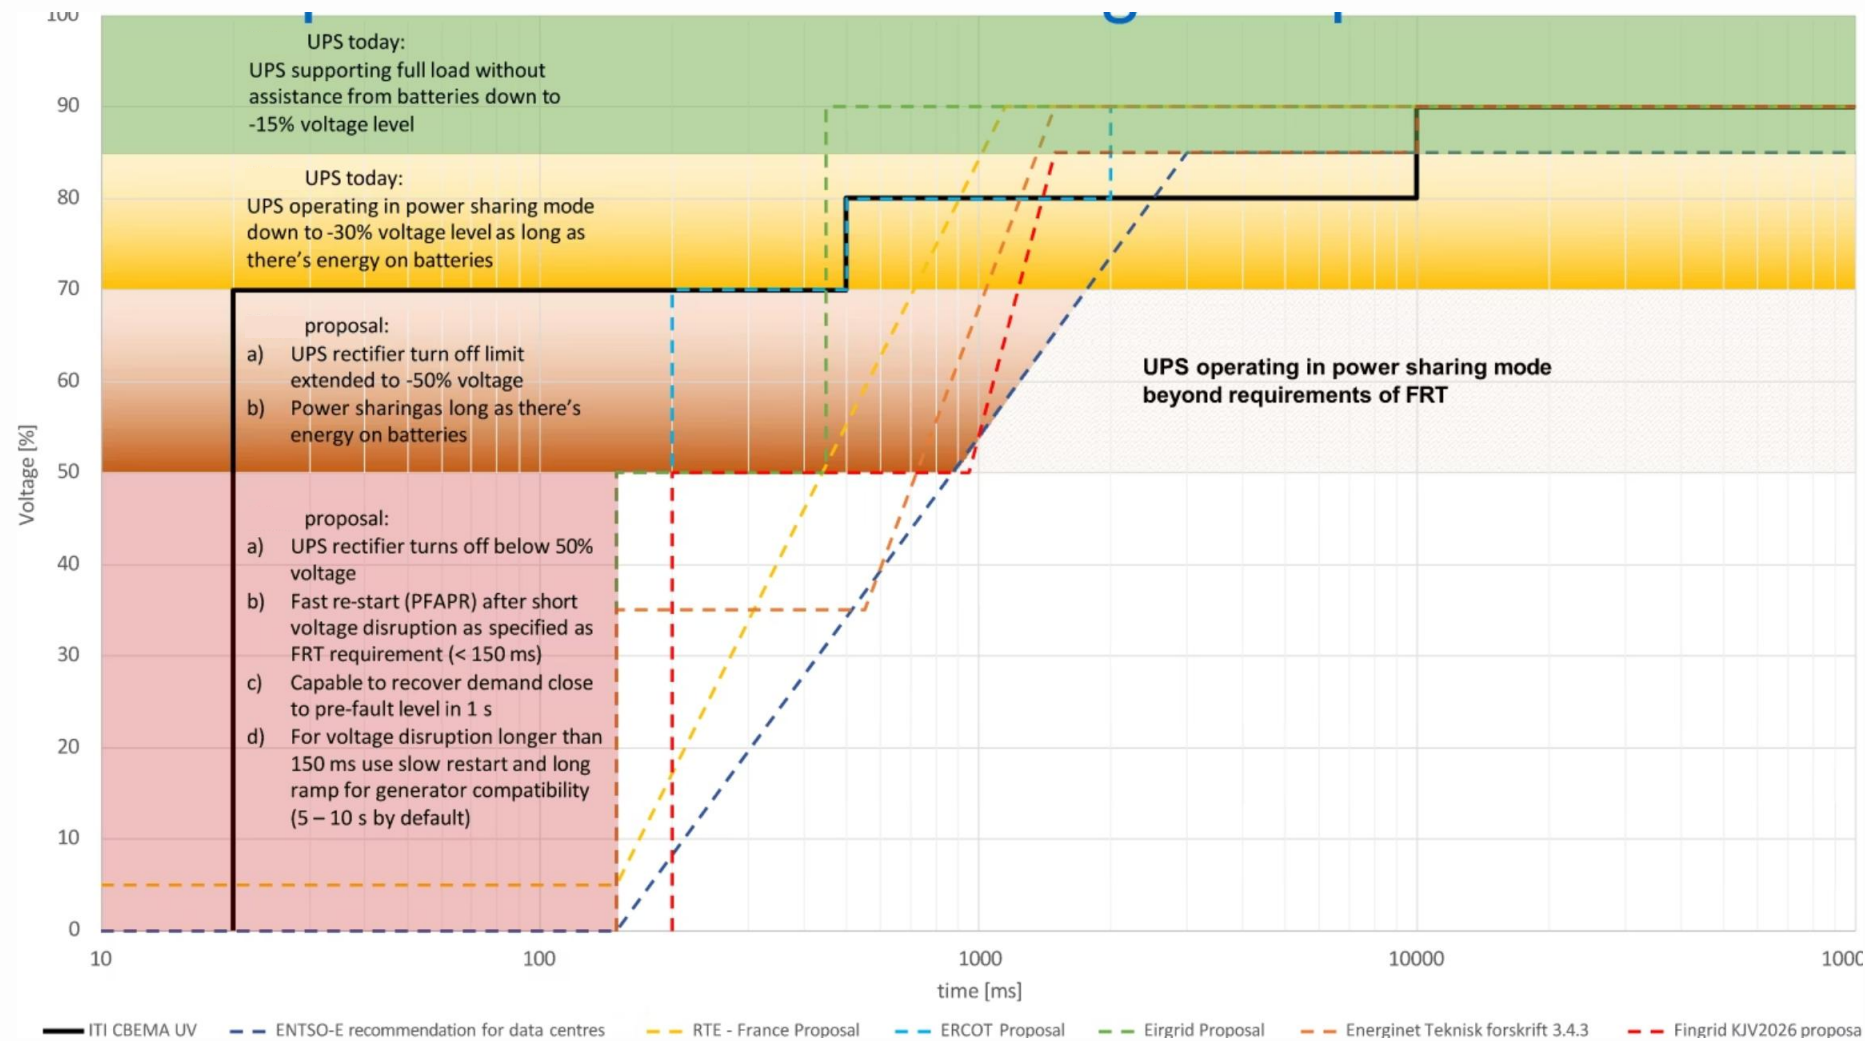 100
UPS today:
UPS supporting full load without
assistance from batteries down to
-15% voltage level
90
UPS today:
80
UPS operating in power sharing mode
down to -30% voltage level as long as
there's energy on batteries
70
proposal:
a) UPS rectifier turn off limit
extended to -50% voltage
60
b) Power sharingas long as there's
energy on batteries
UPS operating in power sharing mode
beyond requirements of FRT
50
Voltage [%]
proposal:
a) UPS rectifier turns off below 50%
voltage
40
b) Fast re-start (PFAPR) after short
voltage disruption as specified as
FRT requirement (< 150 ms)
30
c) Capable to recover demand close
to pre-fault level in 1 s
d) For voltage disruption longer than
150 ms use slow restart and long
ramp for generator compatibility
(5 – 10 s by default)
20
10
0
10 100 1000 10000 1000
time [ms]
ITI CBEMA UV ENTSO-E recommendation for data centres RTE - France Proposal ERCOT Proposal Eirgrid Proposal Energinet Teknisk forskrift 3.4.3 Fingrid KJV2026 proposa